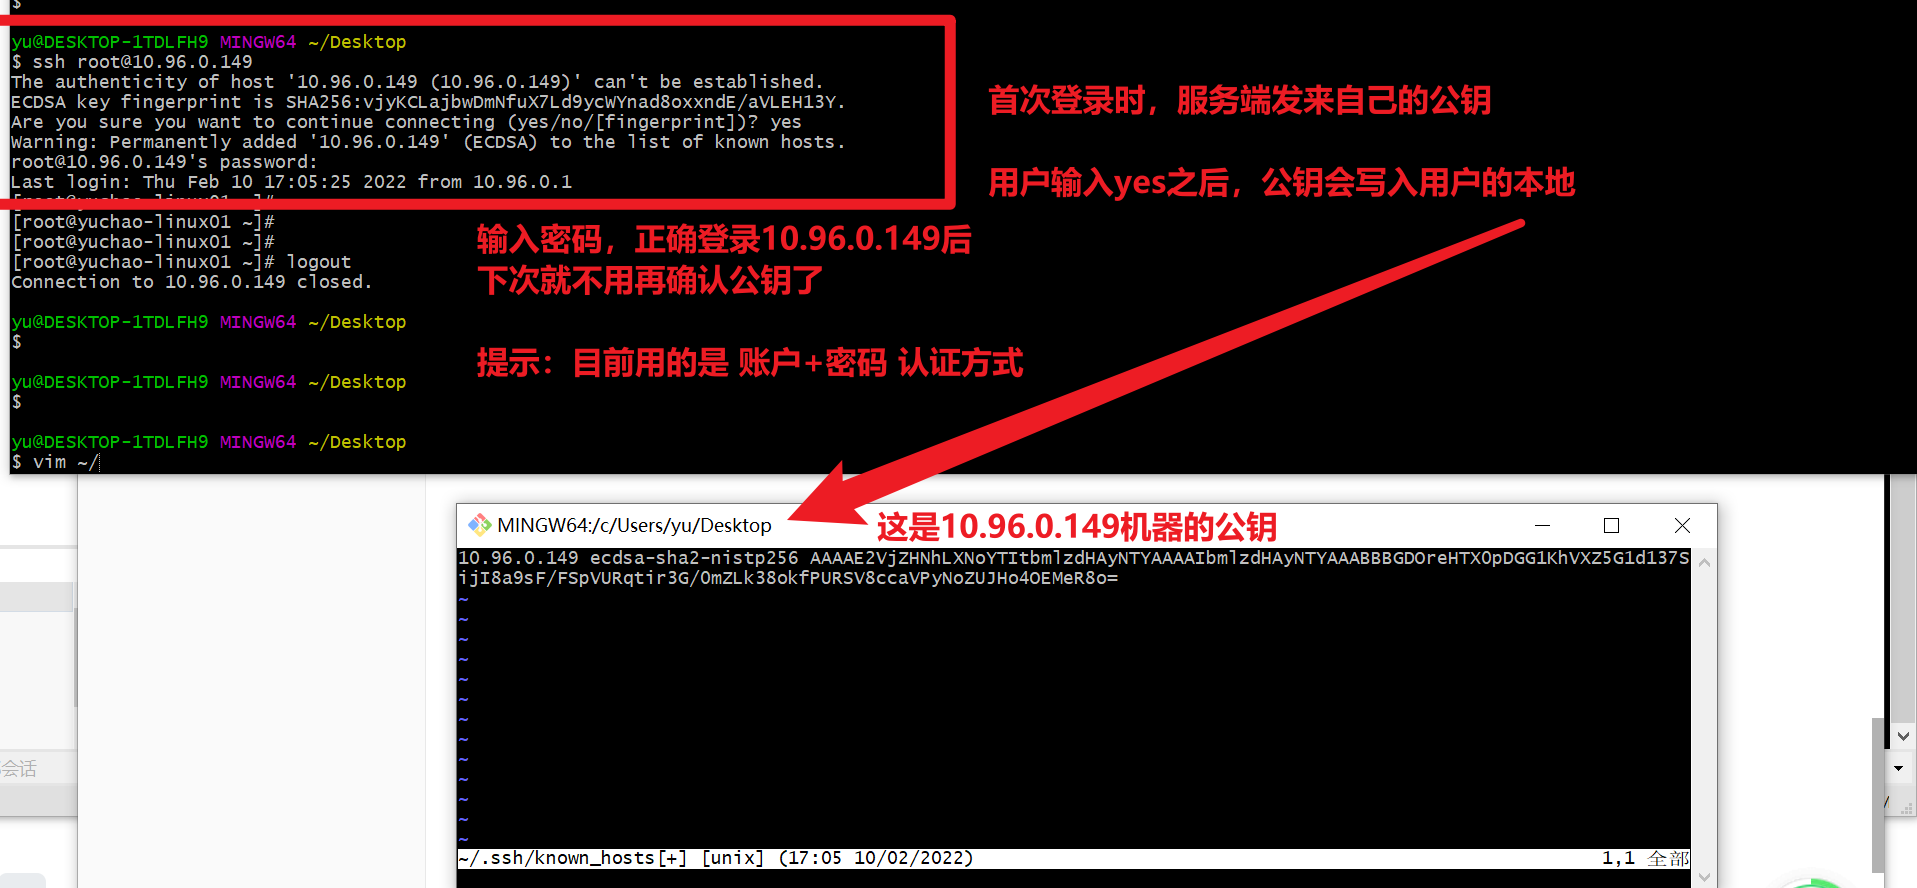 $
yu@DESKTOP-1TDLFH9 MINGW64 ~/Desktop
$ ssh root@10.96.0.149
The authenticity of host '10.96.0.149 (10.96.0.149)' can't be established.
ECDSA key fingerprint is SHA256:vjyKCLajbwDmNfuX7Ld9ycWYnad8oxxndE/aVLEH13Y.
Are you sure you want to continue connecting (yes/no/[fingerprint])? yes
Warning: Permanently added '10.96.0.149' (ECDSA) to the list of known hosts.
root@10.96.0.149's password:
Last login: Thu Feb 10 17:05:25 2022 from 10.96.0.1
[root@yuchao-linux01 ~]#
[root@yuchao-linux01 ~]#
[root@yuchao-linux01 ~]#
[root@yuchao-linux01 ~]# logout
Connection to 10.96.0.149 closed.
yu@DESKTOP-1TDLFH9 MINGW64 ~/Desktop
$
yu@DESKTOP-1TDLFH9 MINGW64 ~/Desktop
$
yu@DESKTOP-1TDLFH9 MINGW64 ~/Desktop
$ vim ~/
首次登录时，服务端发来自己的公钥
用户输入yes之后，公钥会写入用户的本地
输入密码，正确登录10.96.0.149后
下次就不用再确认公钥了
提示：目前用的是 账户+密码 认证方式
MINGW64:/c/Users/yu/Desktop
这是10.96.0.149机器的公钥
10.96.0.149 ecdsa-sha2-nistp256 AAAAE2VjZHNhLXNoYTItbmlzdHAyNTYAAAAIbmlzdHAyNTYAAABBBGDOreHTX0pDGG1KhVXZ5G1d137S
ijI8a9sF/FSpVURqtir3G/0mZLk38okfPURSV8ccaVPyNoZUJHo4OEMeR8o=
~
~
~
~
~
~
~
~
~
~
~
~
~
~/.ssh/known_hosts[+] [unix] (17:05 10/02/2022) 1,1 全部
会话